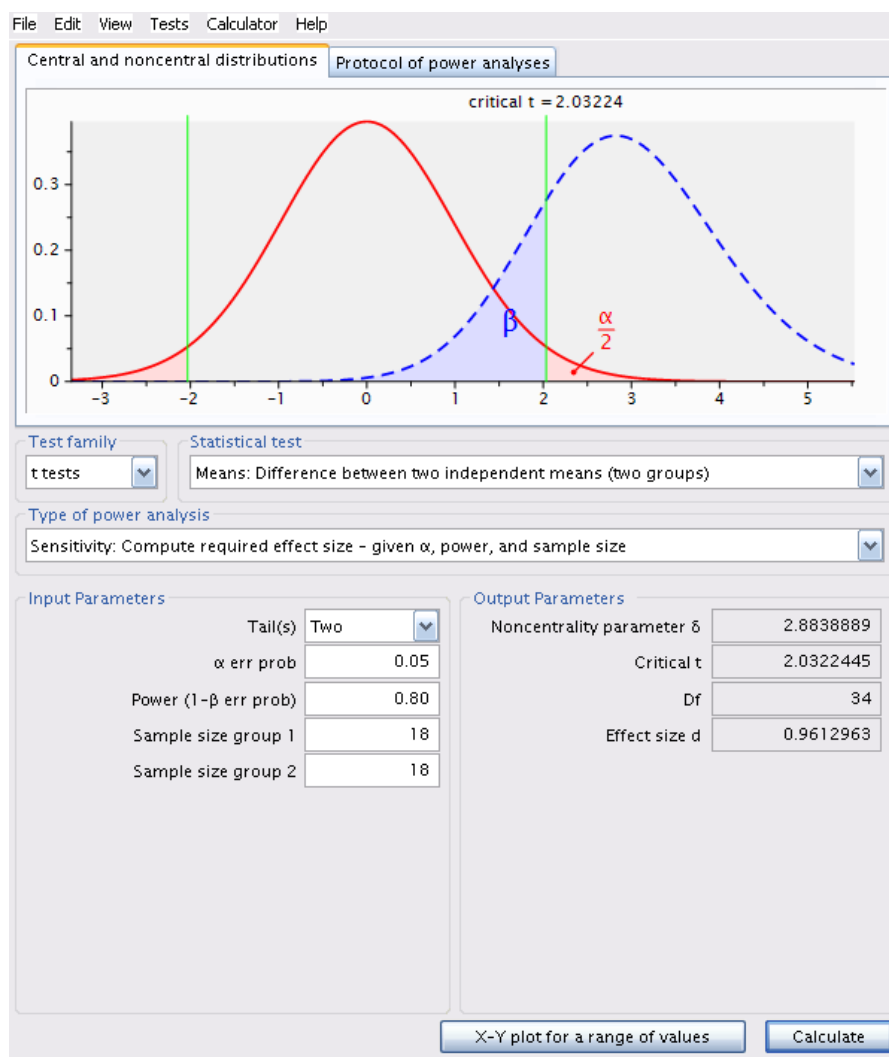 File Edit View Tests Calculator Help
Central and noncentral distributions Protocol of power analyses
critical t = 2.03224
0.3
0.2
0.1
0
β
α
2
-3 -2 -1 0 1 2 3 4 5
Test family Statistical test
t tests Means: Difference between two independent means (two groups)
Type of power analysis
Sensitivity: Compute required effect size – given α, power, and sample size
Input Parameters Output Parameters
Tail(s) Two Noncentrality parameter δ 2.8838889
α err prob 0.05 Critical t 2.0322445
Power (1-β err prob) 0.80 Df 34
Sample size group 1 18 Effect size d 0.9612963
Sample size group 2 18
X-Y plot for a range of values Calculate